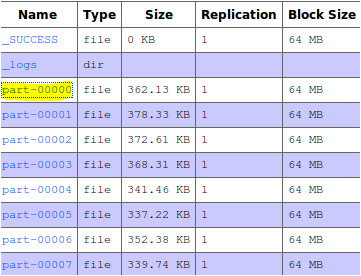 Name Type Size Replication Block Size
_SUCCESS file 0 KB 1 64 MB
_logs dir
part-00000 file 362.13 KB 1 64 MB
part-00001 file 378.33 KB 1 64 MB
part-00002 file 372.61 KB 1 64 MB
part-00003 file 368.31 KB 1 64 MB
part-00004 file 341.46 KB 1 64 MB
part-00005 file 337.22 KB 1 64 MB
part-00006 file 352.38 KB 1 64 MB
part-00007 file 339.74 KB 1 64 MB